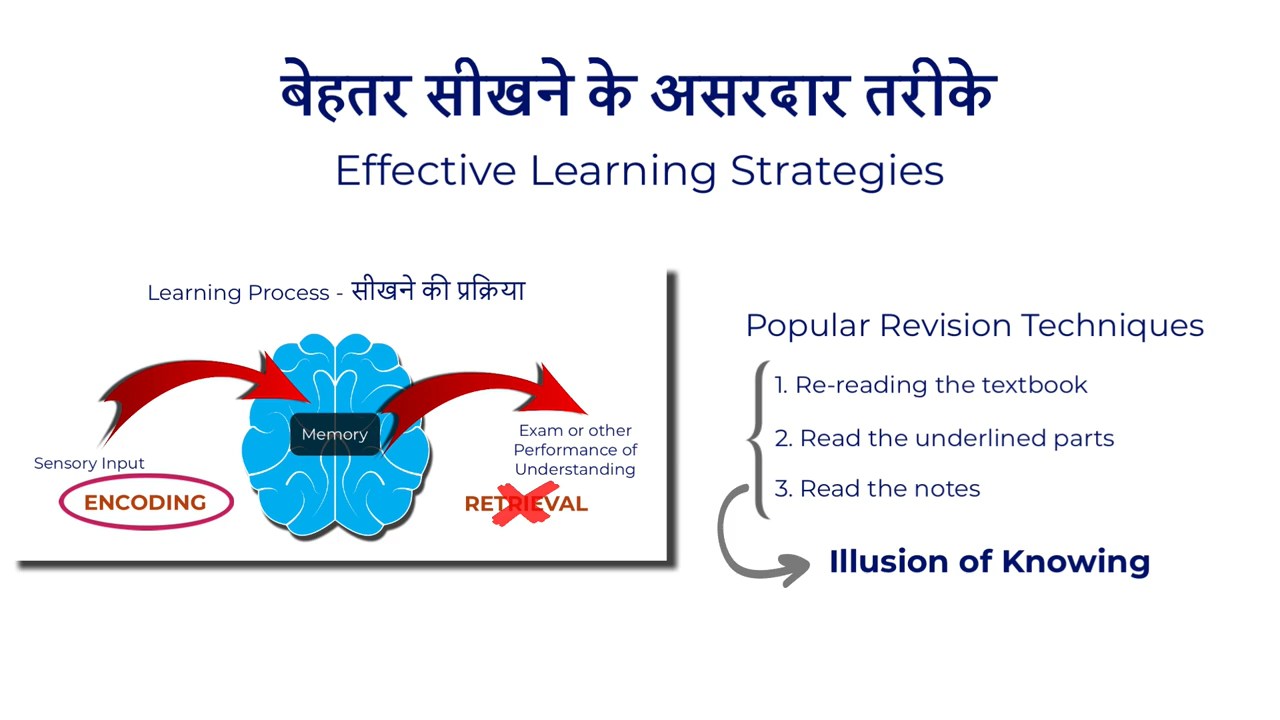 बेहतर सीखने के असरदार तरीके
Effective Learning Strategies
Learning Process - सीखने की प्रक्रिया
Memory
Sensory Input
ENCODING
Exam or other
Performance of
Understanding
RETRIEVAL
Popular Revision Techniques
1. Re-reading the textbook
2. Read the underlined parts
3. Read the notes
Illusion of Knowing